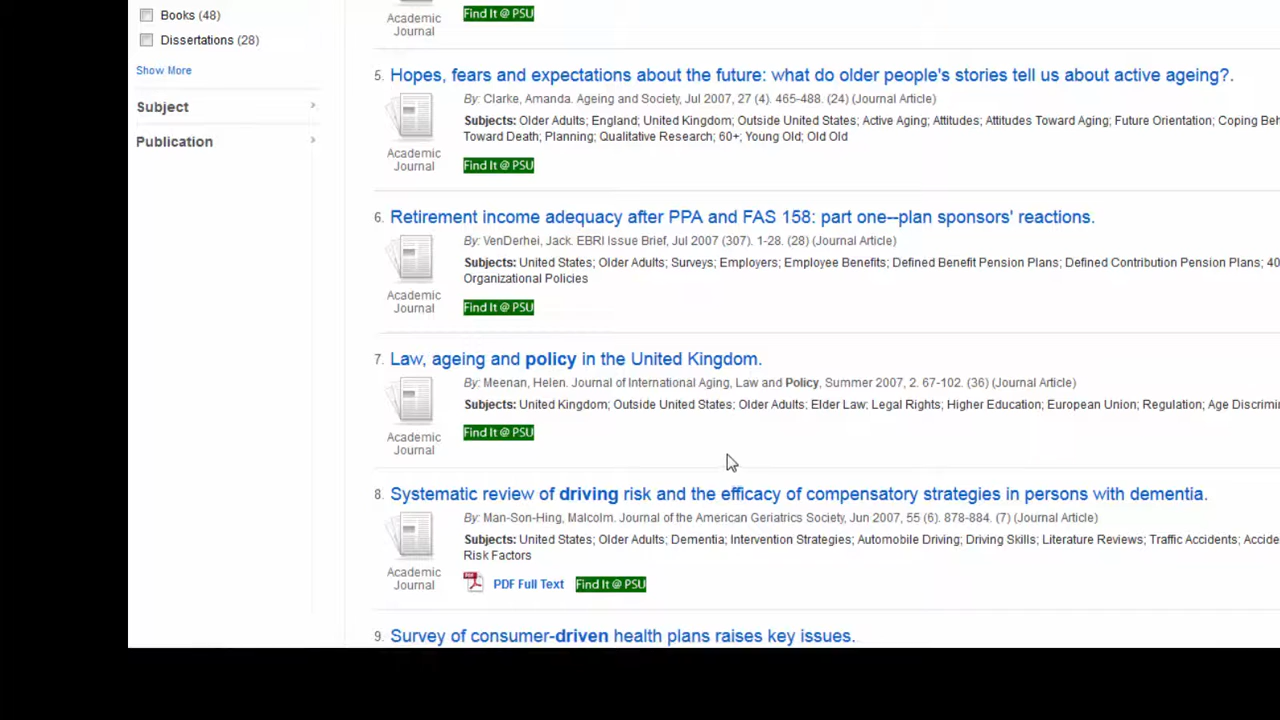 Books (48)
Dissertations (28)
Show More
Subject
Publication
Academic
Journal
Find It @ PSU
5. Hopes, fears and expectations about the future: what do older people's stories tell us about active ageing?.
By: Clarke, Amanda. Ageing and Society, Jul 2007, 27 (4). 465-488. (24) (Journal Article)
Subjects: Older Adults; England; United Kingdom; Outside United States; Active Aging; Attitudes; Attitudes Toward Aging; Future Orientation; Coping
Toward Death; Planning; Qualitative Research; 60+; Young Old; Old Old
Academic
Journal
Find It @ PSU
6. Retirement income adequacy after PPA and FAS 158: part one--plan sponsors' reactions.
By: VanDerhei, Jack. EBRI Issue Brief, Jul 2007 (307). 1-28. (28) (Journal Article)
Subjects: United States; Older Adults; Surveys; Employers; Employee Benefits; Defined Benefit Pension Plans; Defined Contribution Pension Plans;
Organizational Policies
Academic
Journal
Find It @ PSU
7. Law, ageing and policy in the United Kingdom.
By: Meenan, Helen. Journal of International Aging, Law and Policy, Summer 2007, 2. 67-102. (36) (Journal Article)
Subjects: United Kingdom; Outside United States; Older Adults; Elder Law; Legal Rights; Higher Education; European Union; Regulation; Age
Academic
Journal
Find It @ PSU
8. Systematic review of driving risk and the efficacy of compensatory strategies in persons with dementia.
By: Man-Son-Hing, Malcolm. Journal of the American Geriatrics Society, Jun 2007, 55 (6). 878-884. (7) (Journal Article)
Subjects: United States; Older Adults; Dementia; Intervention Strategies; Automobile Driving; Driving Skills; Literature Reviews; Traffic Accidents;
Risk Factors
Academic
Journal
PDF Full Text
Find It @ PSU
9. Survey of consumer-driven health plans raises key issues.